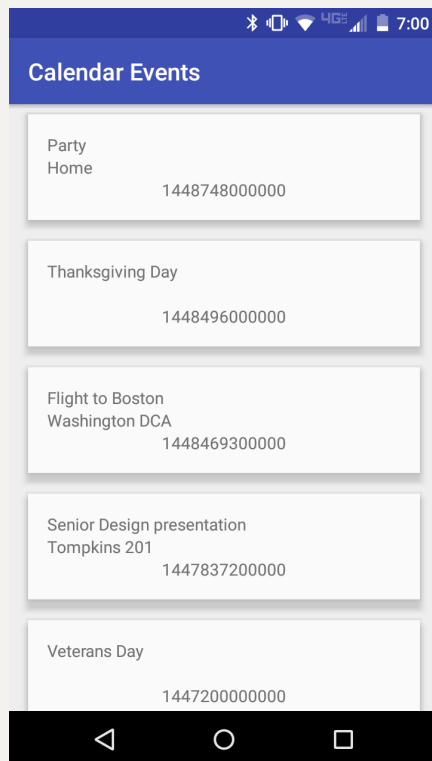 4GE 7:00
Calendar Events
Party
Home
1448748000000
Thanksgiving Day
1448496000000
Flight to Boston
Washington DCA
1448469300000
Senior Design presentation
Tompkins 201
1447837200000
Veterans Day
1447200000000